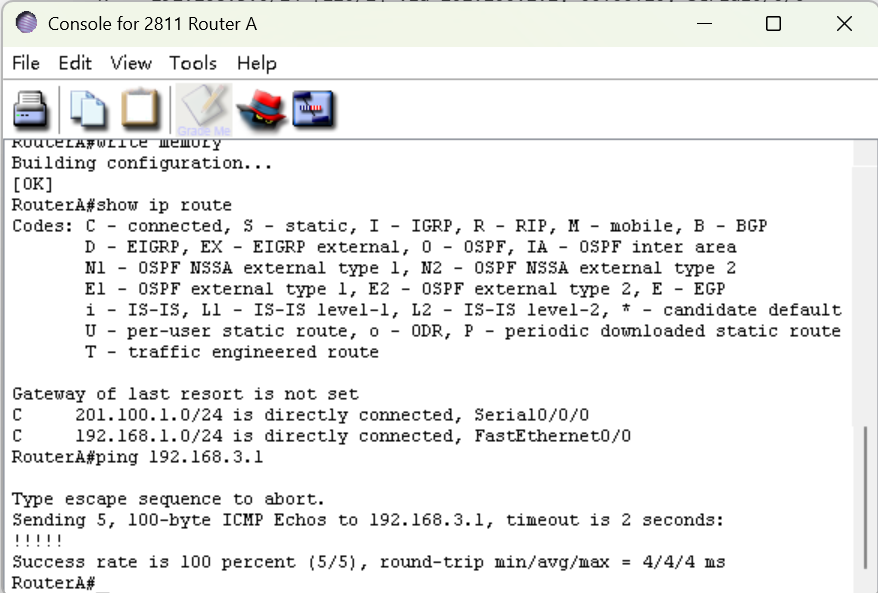 Console for 2811 Router A
File Edit View Tools Help
Grade Me
RouterA#write memory
Building configuration...
[OK]
RouterA#show ip route
Codes: C - connected, S - static, I - IGRP, R - RIP, M - mobile, B - BGP
D - EIGRP, EX - EIGRP external, O - OSPF, IA - OSPF inter area
N1 - OSPF NSSA external type 1, N2 - OSPF NSSA external type 2
E1 - OSPF external type 1, E2 - OSPF external type 2, E - EGP
i - IS-IS, L1 - IS-IS level-1, L2 - IS-IS level-2, * - candidate default
U - per-user static route, o - ODR, P - periodic downloaded static route
T - traffic engineered route
Gateway of last resort is not set
C 201.100.1.0/24 is directly connected, Serial0/0/0
C 192.168.1.0/24 is directly connected, FastEthernet0/0
RouterA#ping 192.168.3.1
Type escape sequence to abort.
Sending 5, 100-byte ICMP Echos to 192.168.3.1, timeout is 2 seconds:
!!!!!
Success rate is 100 percent (5/5), round-trip min/avg/max = 4/4/4 ms
RouterA#_